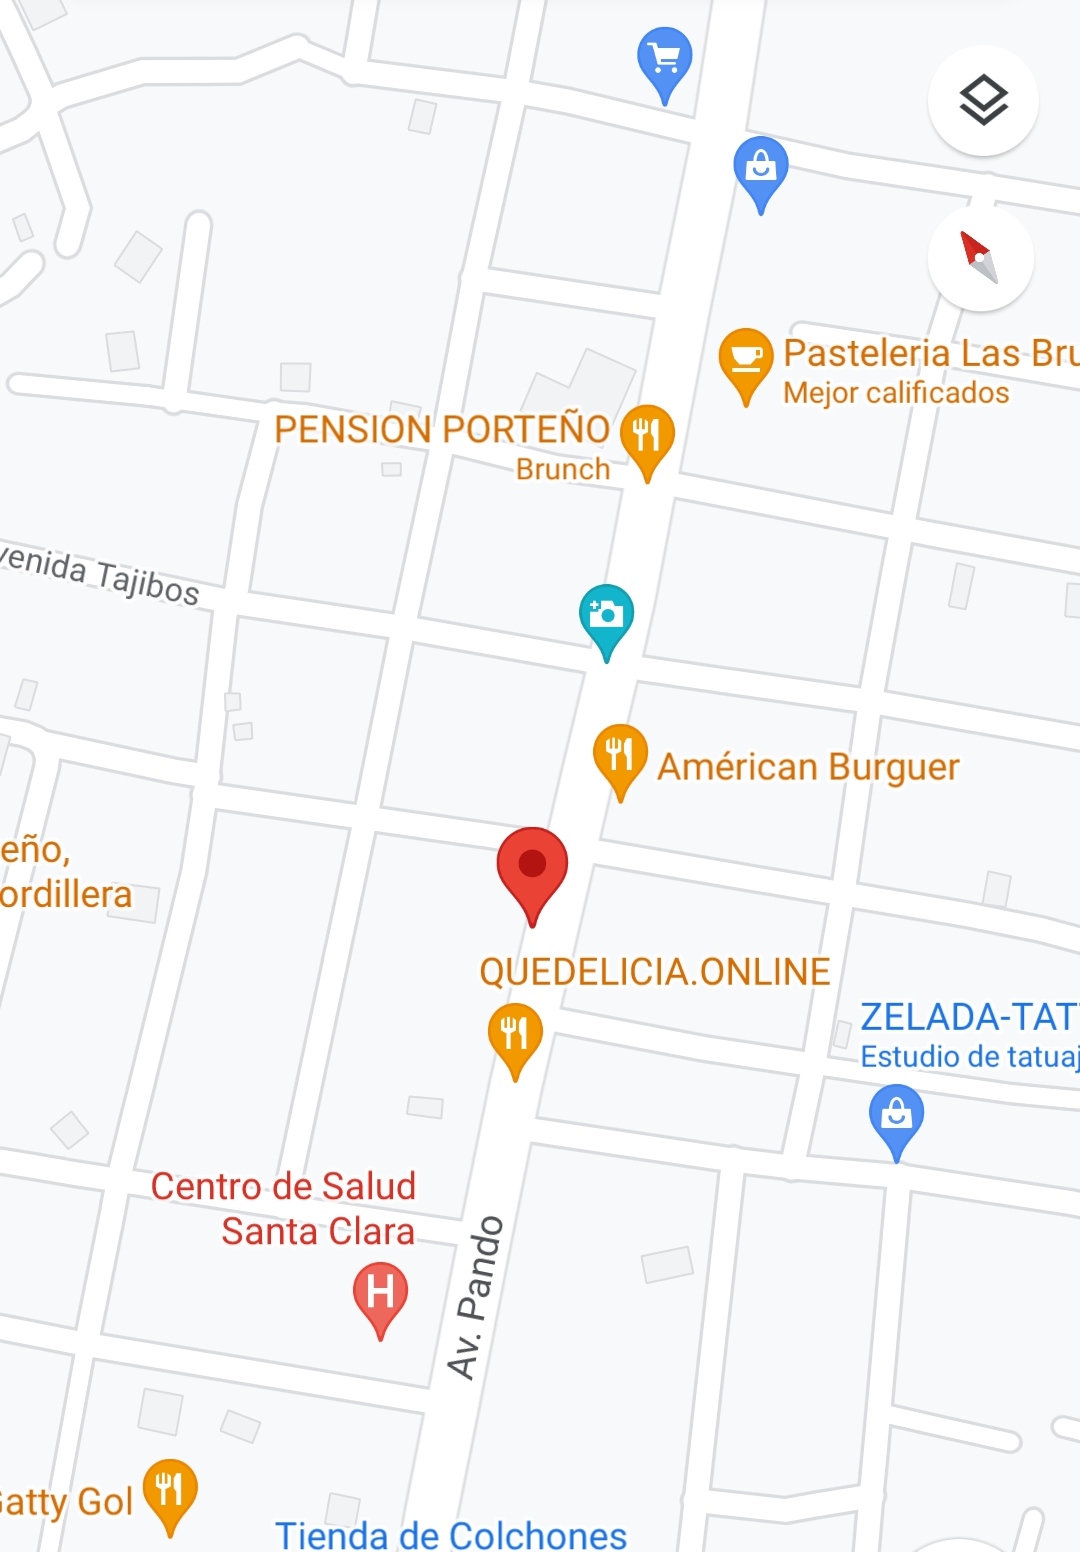 Pasteleria Las Bru
Mejor calificados
PENSION PORTEÑO
Brunch
venida Tajibos
Américan Burguer
eño,
ordillera
QUEDELICIA.ONLINE
ZELADA-TAT
Estudio de tatuaj
Centro de Salud
Santa Clara
H
Av. Pando
Gatty Gol
Tienda de Colchones